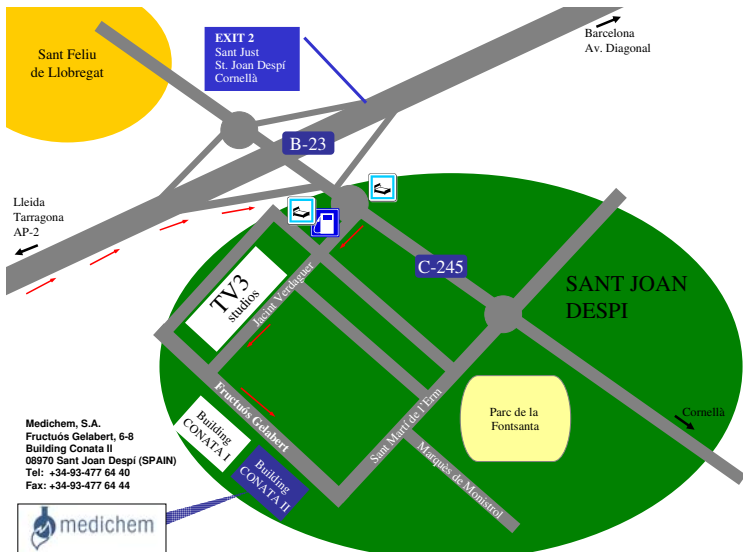 Sant Feliu
de Llobregat
EXIT 2
Sant Just
St. Joan Despí
Cornellà
Barcelona
Av. Diagonal
B-23
Lleida
Tarragona
AP-2
C-245
SANT JOAN
DESPI
TV3
studios
Jacint Verdaguer
Fructuós Gelabert
Sant Martí de l'Erm
Marquès de Monistrol
Parc de la
Fontsanta
Cornellà
Building
CONATA I
Building
CONATA II
Medichem, S.A.
Fructuós Gelabert, 6-8
Building Conata II
08970 Sant Joan Despí (SPAIN)
Tel: +34-93-477 64 40
Fax: +34-93-477 64 44
medichem